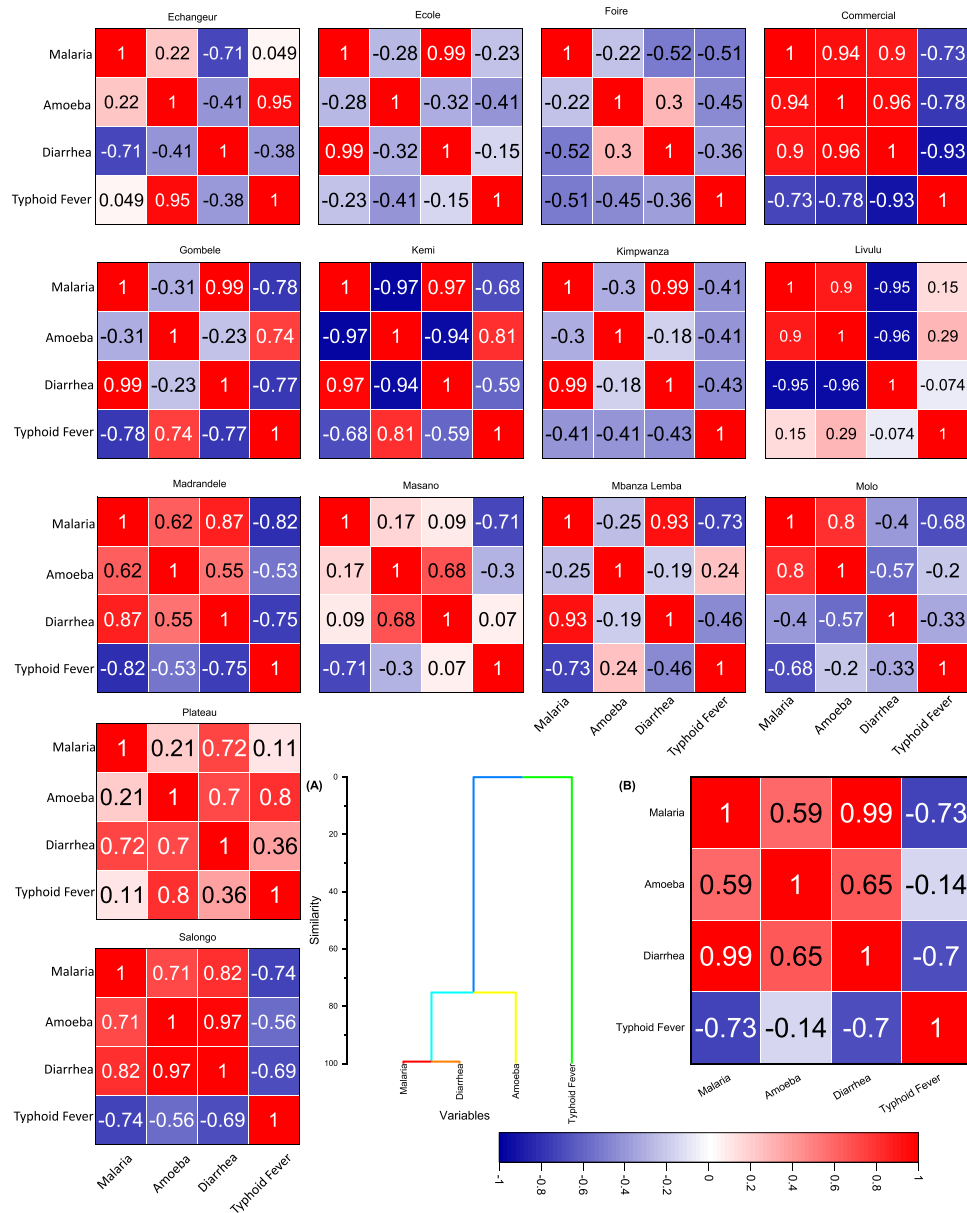 Echangeur
Ecole
Foire
Commercial
Malaria 1 0.22 -0.71 0.049
Amoeba 0.22 1 -0.41 0.95
Diarrhea -0.71 -0.41 1 -0.38
Typhoid Fever 0.049 0.95 -0.38 1
1 -0.28 0.99 -0.23
-0.28 1 -0.32 -0.41
0.99 -0.32 1 -0.15
-0.23 -0.41 -0.15 1
1 -0.22 -0.52 -0.51
-0.22 1 0.3 -0.45
-0.52 0.3 1 -0.36
-0.51 -0.45 -0.36 1
1 0.94 0.9 -0.73
0.94 1 0.96 -0.78
0.9 0.96 1 -0.93
-0.73 -0.78 -0.93 1
Gombele
Kemi
Kimpwanza
Livulu
Malaria 1 -0.31 0.99 -0.78
Amoeba -0.31 1 -0.23 0.74
Diarrhea 0.99 -0.23 1 -0.77
Typhoid Fever -0.78 0.74 -0.77 1
1 -0.97 0.97 -0.68
-0.97 1 -0.94 0.81
0.97 -0.94 1 -0.59
-0.68 0.81 -0.59 1
1 -0.3 0.99 -0.41
-0.3 1 -0.18 -0.41
0.99 -0.18 1 -0.43
-0.41 -0.41 -0.43 1
1 0.9 -0.95 0.15
0.9 1 -0.96 0.29
-0.95 -0.96 1 -0.074
0.15 0.29 -0.074 1
Madrandele
Masano
Mbanza Lemba
Molo
Malaria 1 0.62 0.87 -0.82
Amoeba 0.62 1 0.55 -0.53
Diarrhea 0.87 0.55 1 -0.75
Typhoid Fever -0.82 -0.53 -0.75 1
1 0.17 0.09 -0.71
0.17 1 0.68 -0.3
0.09 0.68 1 0.07
-0.71 -0.3 0.07 1
1 -0.25 0.93 -0.73
-0.25 1 -0.19 0.24
0.93 -0.19 1 -0.46
-0.73 0.24 -0.46 1
Malaria Amoeba Diarrhea Typhoid Fever
1 0.8 -0.4 -0.68
0.8 1 -0.57 -0.2
-0.4 -0.57 1 -0.33
-0.68 -0.2 -0.33 1
Malaria Amoeba Diarrhea Typhoid Fever
Plateau
Malaria 1 0.21 0.72 0.11
Amoeba 0.21 1 0.7 0.8
Diarrhea 0.72 0.7 1 0.36
Typhoid Fever 0.11 0.8 0.36 1
Salongo
Malaria 1 0.71 0.82 -0.74
Amoeba 0.71 1 0.97 -0.56
Diarrhea 0.82 0.97 1 -0.69
Typhoid Fever -0.74 -0.56 -0.69 1
Malaria Amoeba Diarrhea Typhoid Fever
(A)
0
20
40
60
80
100
Similarity
Malaria Diarrhea Amoeba Typhoid Fever
Variables
(B)
Malaria 1 0.59 0.99 -0.73
Amoeba 0.59 1 0.65 -0.14
Diarrhea 0.99 0.65 1 -0.7
Typhoid Fever -0.73 -0.14 -0.7 1
Malaria Amoeba Diarrhea Typhoid Fever
-1 -0.8 -0.6 -0.4 -0.2 0 0.2 0.4 0.6 0.8 1